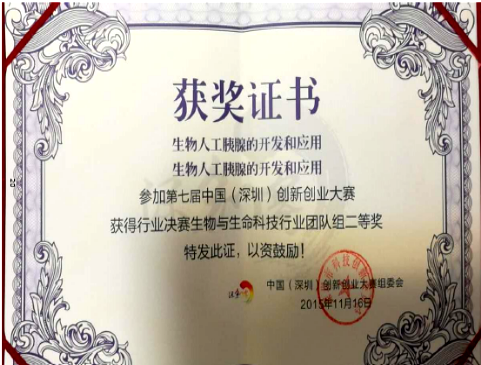 获奖证书
生物人工胰腺的开发和应用
生物人工胰腺的开发和应用
参加第七届中国（深圳）创新创业大赛
获得行业决赛生物与生命科技行业团队组二等奖
特发此证，以资鼓励！
中国（深圳）创新创业大赛组委会
2015年11月16日